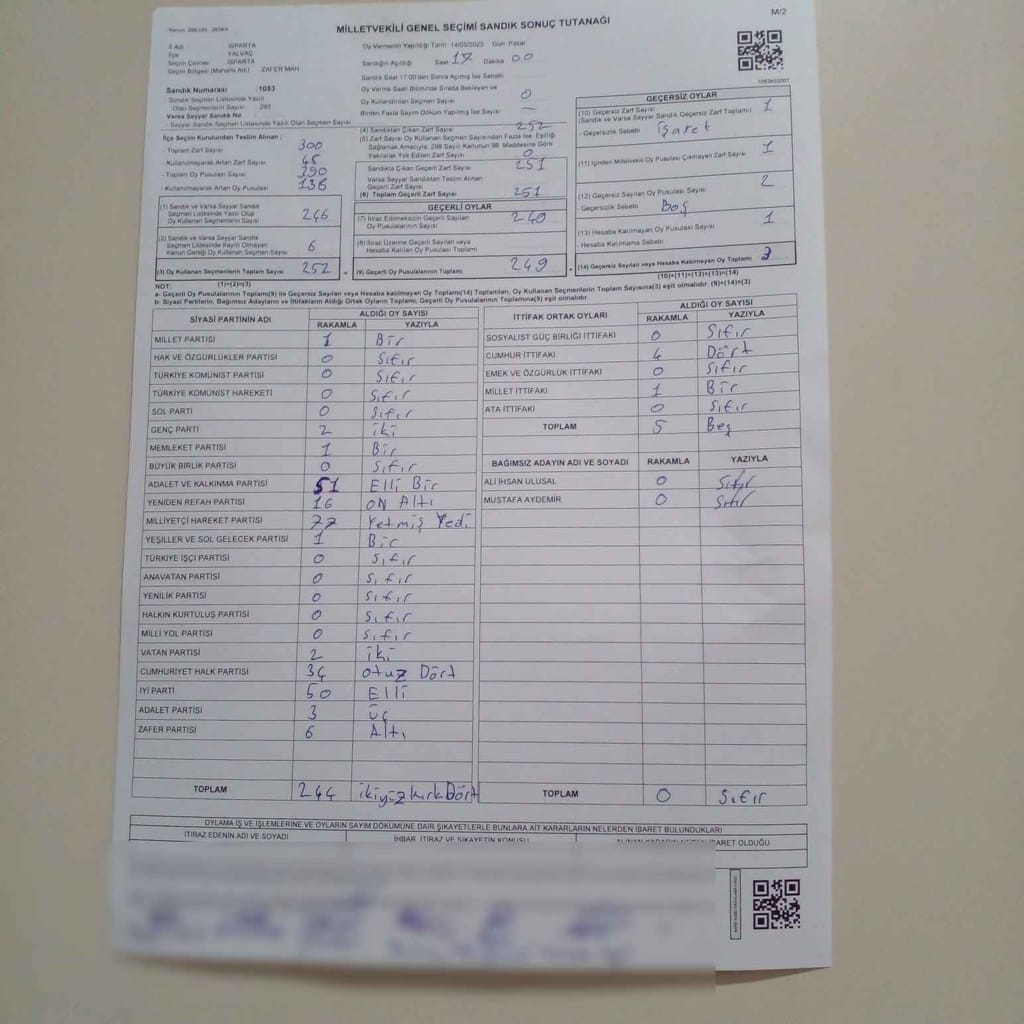 M/2
MİLLETVEKİLİ GENEL SEÇİMİ SANDIK SONUÇ TUTANAĞI
İl Adı : ISPARTA
İlçe : YALVAÇ
Seçim Çevresi : ISPARTA
Seçim Bölgesi (Mahalle Adı) : ZAFER MAH
Oy Vermenin Yapıldığı Tarih : 14/05/2023 Gün: Pazar
Sandığın Açıldığı Saat 17 Dakika 00
Sandık Saat 17:00'den Sonra Açılmış İse Sebebi
Sandık Numarası : 1053
Sandık Seçmen Listesinde Yazılı
Olan Seçmenlerin Sayısı : 293
Varsa Seyyar Sandık No :
- Seyyar Sandık Seçmen Listesinde Yazılı Olan Seçmen Sayısı
Oy Verme Saati Bitiminde Sırada Bekleyen ve
Oy Kullandırılan Seçmen Sayısı 0
Birden Fazla Sayım Döküm Yapılmış İse Sayısı —
İlçe Seçim Kurulundan Teslim Alınan ;
- Toplam Zarf Sayısı 300
- Kullanılmayarak Artan Zarf Sayısı 48
- Toplam Oy Pusulası Sayısı 390
- Kullanılmayarak Artan Oy Pusulası 138
(4) Sandıktan Çıkan Zarf Sayısı 252
(5) Zarf Sayısı Oy Kullanan Seçmen Sayısından Fazla İse; Eşitliği
Sağlamak Amacıyla; 298 Sayılı Kanunun 98. Maddesine Göre
Yakılarak Yok Edilen Zarf Sayısı 0
Sandıkta Çıkan Geçerli Zarf Sayısı 251
Varsa Seyyar Sandıktan Teslim Alınan
Geçerli Zarf Sayısı
(6) Toplam Geçerli Zarf Sayısı 251
GEÇERSİZ OYLAR
(10) Geçersiz Zarf Sayısı
(Sandık ve Varsa Seyyar Sandık Geçersiz Zarf Toplamı) 1
- Geçersizlik Sebebi : işaret
(11) İçinden Milletvekili Oy Pusulası Çıkmayan Zarf Sayısı 1
(12) Geçersiz Sayılan Oy Pusulası Sayısı 2
- Geçersizlik Sebebi : Boş
(13) Hesaba Katılmayan Oy Pusulası Sayısı 1
- Hesaba Katılmama Sebebi :
(14) Geçersiz Sayılan veya Hesaba Katılmayan Oy Toplamı 3
(10)+(11)+(12)+(13)=(14)
(1) Sandık ve Varsa Seyyar Sandık
Seçmen Listesinde Yazılı Olup
Oy Kullanan Seçmenlerin Sayısı 246
(2) Sandık ve Varsa Seyyar Sandık
Seçmen Listesinde Kayıtlı Olmayan
Kanun Gereği Oy Kullanan Seçmen Sayısı 6
(3) Oy Kullanan Seçmenlerin Toplam Sayısı 252
(1)+(2)=(3)
GEÇERLİ OYLAR
(7) İtiraz Edilmeksizin Geçerli Sayılan
Oy Pusulalarının Sayısı 249
(8) İtiraz Üzerine Geçerli Sayılan veya
Hesaba Katılan Oy Pusulası Toplamı
(9) Geçerli Oy Pusulalarının Toplamı 249
NOT:
a- Geçerli Oy Pusulaları Toplamı(9) ile Geçersiz Sayılan veya Hesaba katılmayan Oy Toplamı(14) Toplamları, Oy Kullanan Seçmenlerin Toplam Sayısına(3) eşit olmalıdır. (9)+(14)=(3)
b- Siyasi Partilerin, Bağımsız Adayların ve İttifakların Aldığı Ortak Oyların Toplamı, Geçerli Oy Pusulaları Toplamına(9) eşit olmalıdır.
SİYASİ PARTİNİN ADI ALDIĞI OY SAYISI
RAKAMLA YAZIYLA
MİLLET PARTİSİ 1 Bir
HAK VE ÖZGÜRLÜKLER PARTİSİ 0 Sıfır
TÜRKİYE KOMÜNİST PARTİSİ 0 Sıfır
TÜRKİYE KOMÜNİST HAREKETİ 0 Sıfır
SOL PARTİ 0 Sıfır
GENÇ PARTİ 2 iki
MEMLEKET PARTİSİ 1 Bir
BÜYÜK BİRLİK PARTİSİ 0 Sıfır
ADALET VE KALKINMA PARTİSİ 51 Elli Bir
YENİDEN REFAH PARTİSİ 16 ON Altı
MİLLİYETÇİ HAREKET PARTİSİ 77 Yetmiş Yedi
YEŞİLLER VE SOL GELECEK PARTİSİ 1 Bir
TÜRKİYE İŞÇİ PARTİSİ 0 Sıfır
ANAVATAN PARTİSİ 0 Sıfır
YENİLİK PARTİSİ 0 Sıfır
HALKIN KURTULUŞ PARTİSİ 0 Sıfır
MİLLİ YOL PARTİSİ 0 Sıfır
VATAN PARTİSİ 2 iki
CUMHURİYET HALK PARTİSİ 34 otuz Dört
İYİ PARTİ 50 Elli
ADALET PARTİSİ 3 üç
ZAFER PARTİSİ 6 Altı
TOPLAM 244 ikiyüzkırkDört
İTTİFAK ORTAK OYLARI ALDIĞI OY SAYISI
RAKAMLA YAZIYLA
SOSYALİST GÜÇ BİRLİĞİ İTTİFAKI 0 Sıfır
CUMHUR İTTİFAKI 4 Dört
EMEK VE ÖZGÜRLÜK İTTİFAKI 0 Sıfır
MİLLET İTTİFAKI 1 Bir
ATA İTTİFAKI 0 Sıfır
TOPLAM 5 Beş
ALDIĞI OY SAYISI
BAĞIMSIZ ADAYIN ADI VE SOYADI RAKAMLA YAZIYLA
ALİ İHSAN ULUSAL 0 Sıfır
MUSTAFA AYDEMİR 0 Sıfır
TOPLAM 0 Sıfır
OYLAMA İŞ VE İŞLEMLERİNE VE OYLARIN SAYIM DÖKÜMÜNE DAİR ŞİKAYETLERLE BUNLARA AİT KARARLARIN NELERDEN İBARET BULUNDUKLARI
İTİRAZ EDENİN ADI VE SOYADI İHBAR, İTİRAZ VE ŞİKAYETİN KONUSU ALINAN KARARIN NEDEN İBARET OLDUĞU